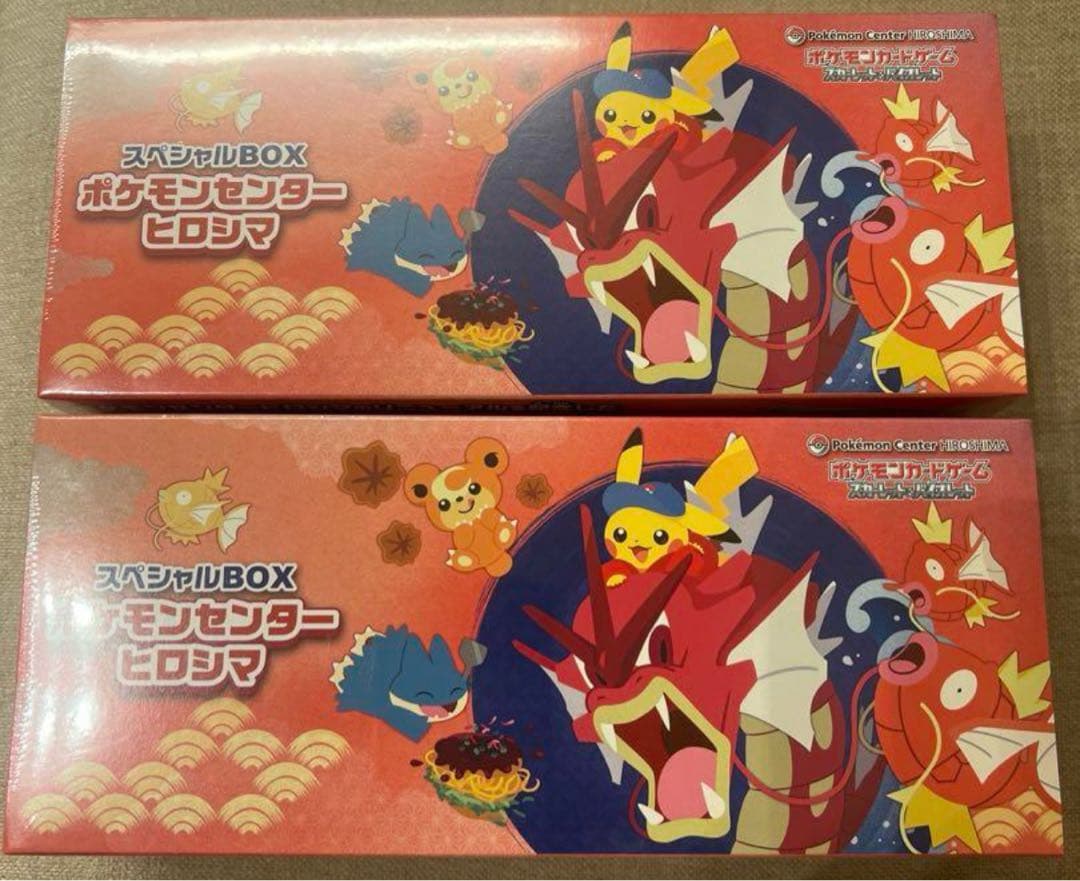 Pokémon Center HIROSHIMA
ポケモンカードゲーム
スカーレット&バイオレット
スペシャルBOX
ポケモンセンター
ヒロシマ
Pokémon Center HIROSHIMA
ポケモンカードゲーム
スカーレット&バイオレット
スペシャルBOX
ポケモンセンター
ヒロシマ